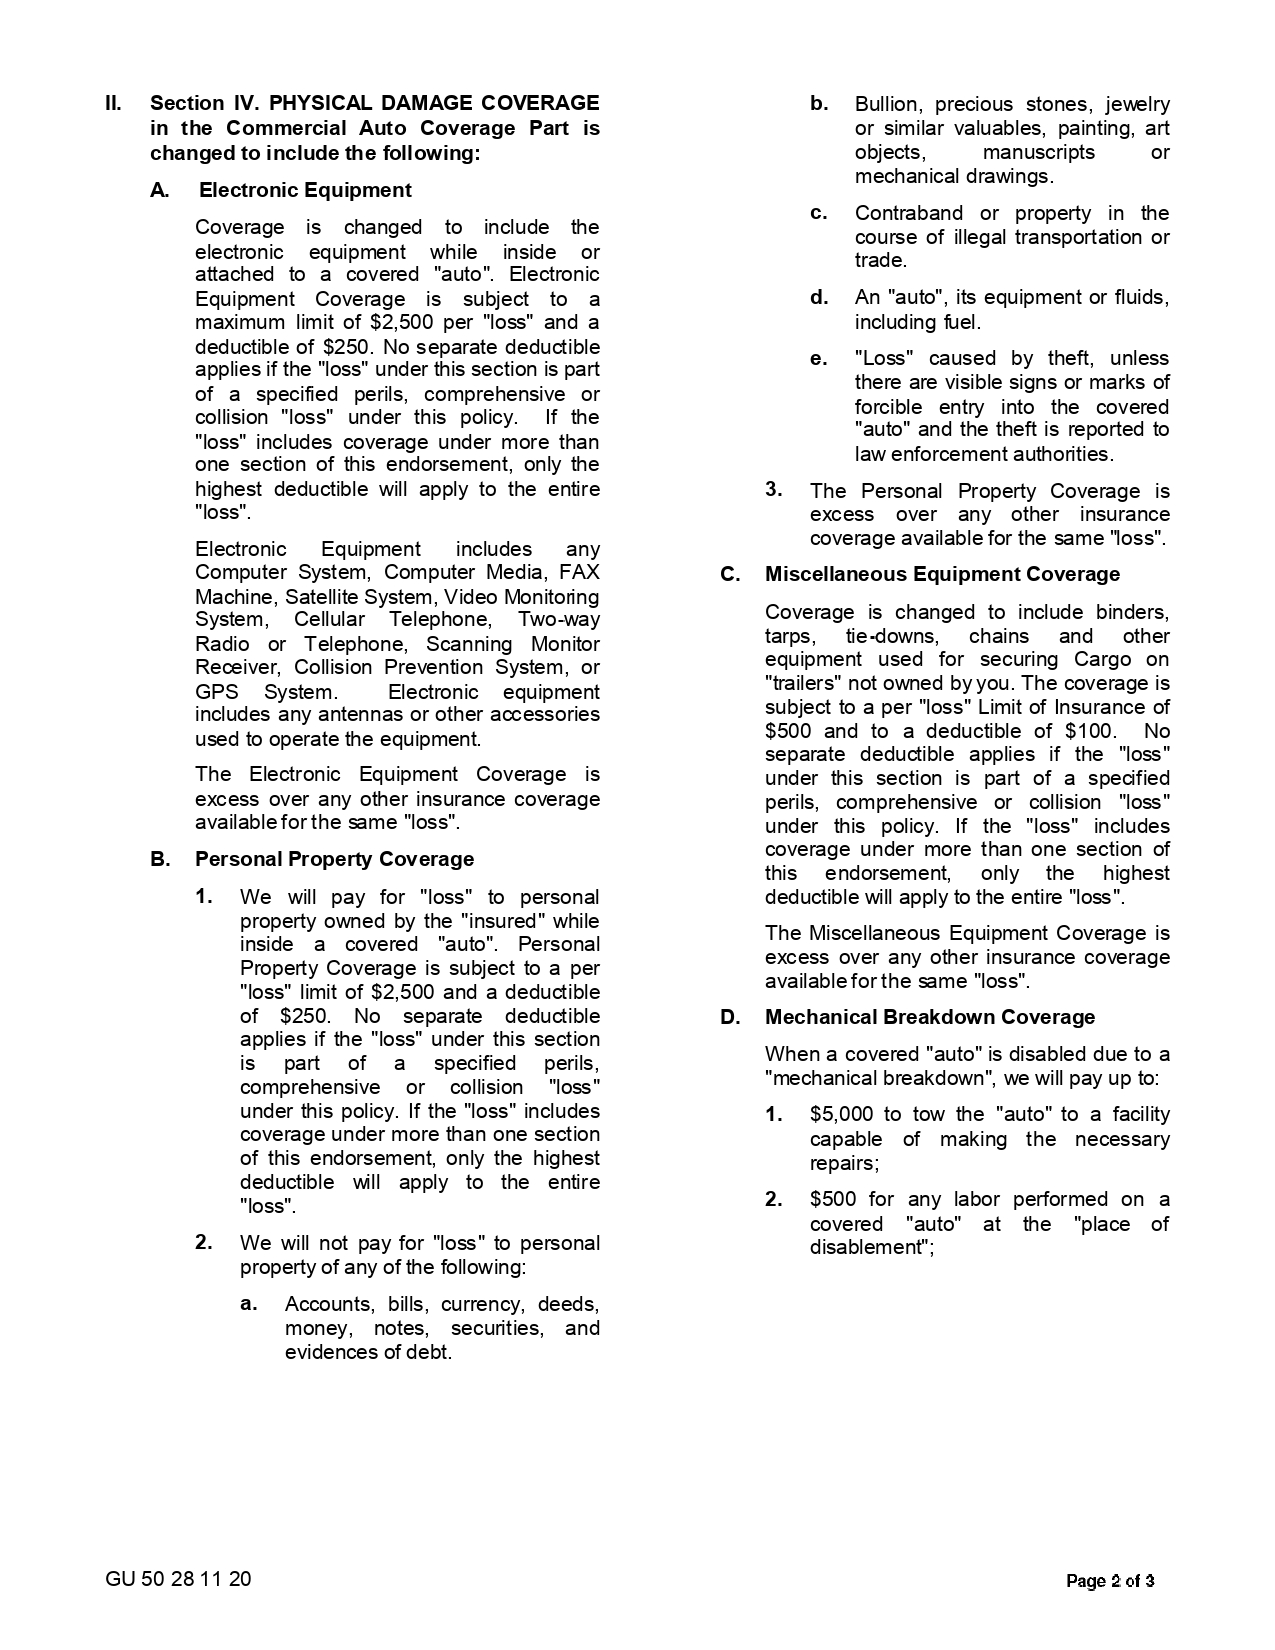 II. Section IV. PHYSICAL DAMAGE COVERAGE
in the Commercial Auto Coverage Part is
changed to include the following:
A. Electronic Equipment
Coverage is changed to include the
electronic equipment while inside or
attached to a covered "auto". Electronic
Equipment Coverage is subject to a
maximum limit of $2,500 per "loss" and a
deductible of $250. No separate deductible
applies if the "loss" under this section is part
of a specified perils, comprehensive or
collision "loss" under this policy. If the
"loss" includes coverage under more than
one section of this endorsement, only the
highest deductible will apply to the entire
"loss".
Electronic Equipment includes any
Computer System, Computer Media, FAX
Machine, Satellite System, Video Monitoring
System, Cellular Telephone, Two-way
Radio or Telephone, Scanning Monitor
Receiver, Collision Prevention System, or
GPS System. Electronic equipment
includes any antennas or other accessories
used to operate the equipment.
The Electronic Equipment Coverage is
excess over any other insurance coverage
available for the same "loss".
B. Personal Property Coverage
1. We will pay for "loss" to personal
property owned by the "insured" while
inside a covered "auto". Personal
Property Coverage is subject to a per
"loss" limit of $2,500 and a deductible
of $250. No separate deductible
applies if the "loss" under this section
is part of a specified perils,
comprehensive or collision "loss"
under this policy. If the "loss" includes
coverage under more than one section
of this endorsement, only the highest
deductible will apply to the entire
"loss".
2. We will not pay for "loss" to personal
property of any of the following:
a. Accounts, bills, currency, deeds,
money, notes, securities, and
evidences of debt.
b. Bullion, precious stones, jewelry
or similar valuables, painting, art
objects, manuscripts or
mechanical drawings.
c. Contraband or property in the
course of illegal transportation or
trade.
d. An "auto", its equipment or fluids,
including fuel.
e. "Loss" caused by theft, unless
there are visible signs or marks of
forcible entry into the covered
"auto" and the theft is reported to
law enforcement authorities.
3. The Personal Property Coverage is
excess over any other insurance
coverage available for the same "loss".
C. Miscellaneous Equipment Coverage
Coverage is changed to include binders,
tarps, tie-downs, chains and other
equipment used for securing Cargo on
"trailers" not owned by you. The coverage is
subject to a per "loss" Limit of Insurance of
$500 and to a deductible of $100. No
separate deductible applies if the "loss"
under this section is part of a specified
perils, comprehensive or collision "loss"
under this policy. If the "loss" includes
coverage under more than one section of
this endorsement, only the highest
deductible will apply to the entire "loss".
The Miscellaneous Equipment Coverage is
excess over any other insurance coverage
available for the same "loss".
D. Mechanical Breakdown Coverage
When a covered "auto" is disabled due to a
"mechanical breakdown", we will pay up to:
1. $5,000 to tow the "auto" to a facility
capable of making the necessary
repairs;
2. $500 for any labor performed on a
covered "auto" at the "place of
disablement";
GU 50 28 11 20
Page 2 of 3